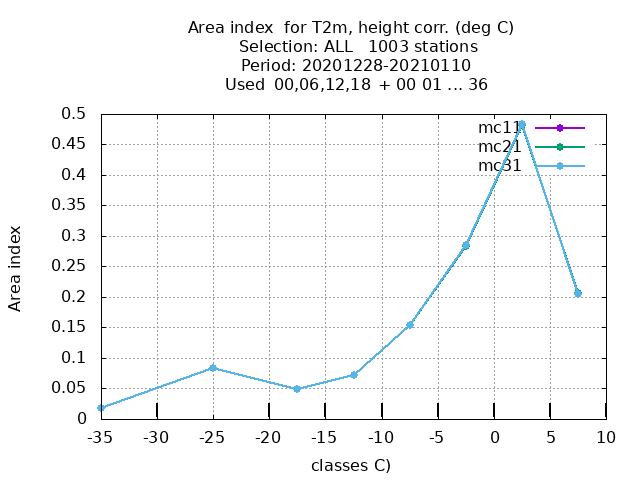 Area index  for T2m, height corr. (deg C)
Selection: ALL   1003 stations
Period: 20201228-20210110
Used  00,06,12,18  + 00 01 ... 36
0.5
0.45
0.4
0.35
0.3
0.25
0.2
0.15
0.1
0.05
0
Area index
mc11
mc21
mc31
-35 -30 -25 -20 -15 -10 -5 0 5 10
classes C)